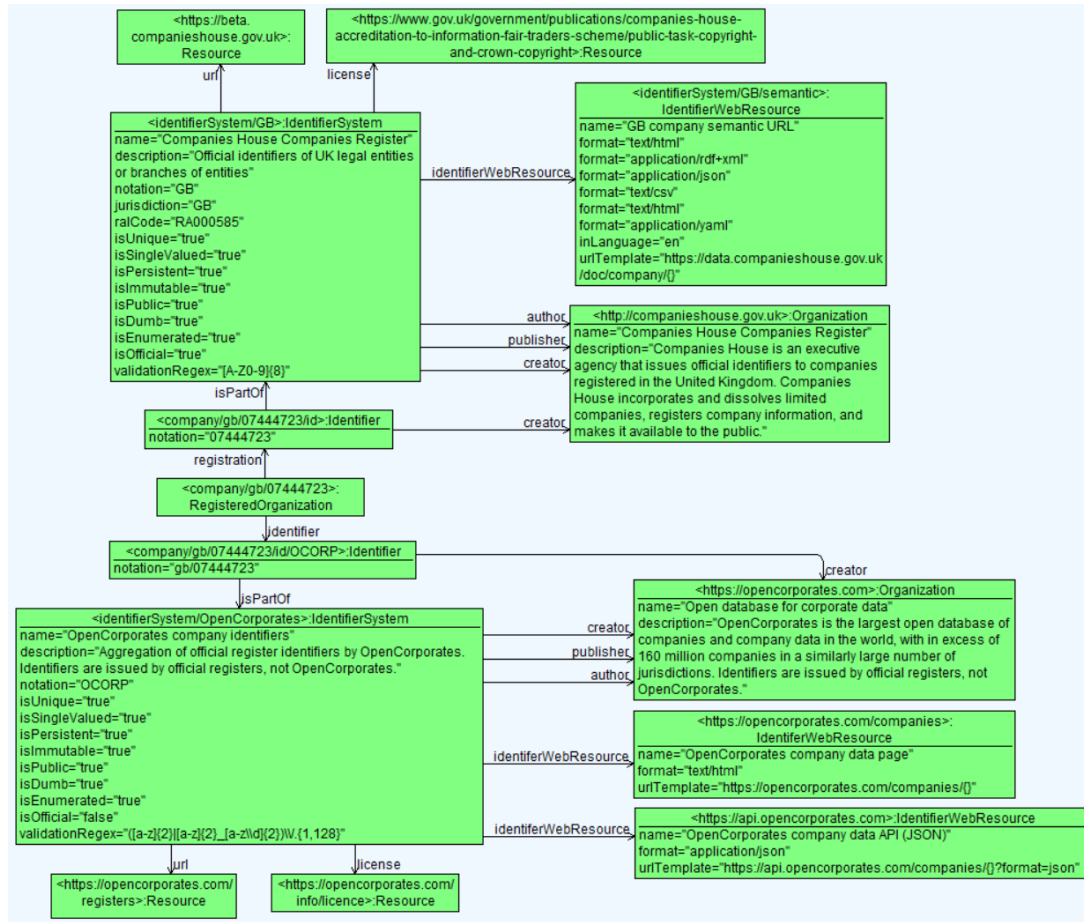 <https://beta.
companieshouse.gov.uk>:
Resource
<https://www.gov.uk/government/publications/companies-house-
accreditation-to-information-fair-traders-scheme/public-task-copyright-
and-crown-copyright>:Resource
url
license
<identifierSystem/GB>:IdentifierSystem
name="Companies House Companies Register"
description="Official identifiers of UK legal entities
or branches of entities"
notation="GB"
jurisdiction="GB"
ralCode="RA000585"
isUnique="true"
isSingleValued="true"
isPersistent="true"
isImmutable="true"
isPublic="true"
isDumb="true"
isEnumerated="true"
isOfficial="true"
validationRegex="[A-Z0-9]{8}"
identifierWebResource
<identifierSystem/GB/semantic>:
IdentifierWebResource
name="GB company semantic URL"
format="text/html"
format="application/rdf+xml"
format="application/json"
format="text/csv"
format="text/html"
format="application/yaml"
inLanguage="en"
urlTemplate="https://data.companieshouse.gov.uk
/doc/company/{}"
author
publisher
creator
<http://companieshouse.gov.uk>:Organization
name="Companies House Companies Register"
description="Companies House is an executive
agency that issues official identifiers to companies
registered in the United Kingdom. Companies
House incorporates and dissolves limited
companies, registers company information, and
makes it available to the public."
isPartOf
<company/gb/07444723/id>:Identifier
notation="07444723"
creator
registration
<company/gb/07444723>:
RegisteredOrganization
identifier
<company/gb/07444723/id/OCORP>:Identifier
notation="gb/07444723"
creator
isPartOf
<identifierSystem/OpenCorporates>:IdentifierSystem
name="OpenCorporates company identifiers"
description="Aggregation of official register identifiers by OpenCorporates.
Identifiers are issued by official registers, not OpenCorporates."
notation="OCORP"
isUnique="true"
isSingleValued="true"
isPersistent="true"
isImmutable="true"
isPublic="true"
isDumb="true"
isEnumerated="true"
isOfficial="false"
validationRegex="([a-z]{2}|[a-z]{2}_[a-z\\d]{2})\\/.{1,128}"
creator
publisher
author
<https://opencorporates.com>:Organization
name="Open database for corporate data"
description="OpenCorporates is the largest open database of
companies and company data in the world, with in excess of
160 million companies in a similarly large number of
jurisdictions. Identifiers are issued by official registers, not
OpenCorporates."
identiferWebResource
<https://opencorporates.com/companies>:
IdentiferWebResource
name="OpenCorporates company data page"
format="text/html"
urlTemplate="https://opencorporates.com/companies/{}"
identiferWebResource
<https://api.opencorporates.com>:IdentiferWebResource
name="OpenCorporates company data API (JSON)"
format="application/json"
urlTemplate="https://api.opencorporates.com/companies/{}?format=json"
url
license
<https://opencorporates.com/
registers>:Resource
<https://opencorporates.com/
info/licence>:Resource